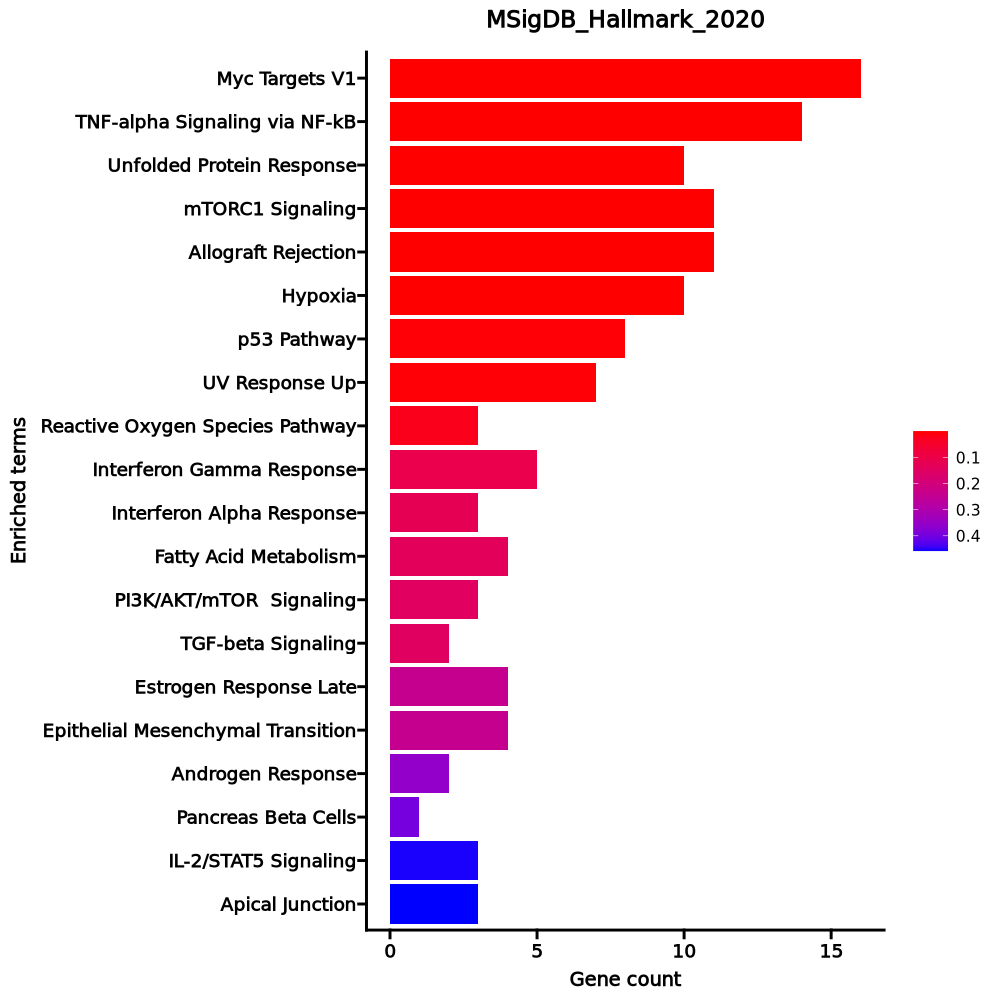 MSigDB_Hallmark_2020
Myc Targets V1
TNF-alpha Signaling via NF-kB
Unfolded Protein Response
mTORC1 Signaling
Allograft Rejection
Hypoxia
p53 Pathway
UV Response Up
Reactive Oxygen Species Pathway
Interferon Gamma Response
Interferon Alpha Response
Fatty Acid Metabolism
PI3K/AKT/mTOR  Signaling
TGF-beta Signaling
Estrogen Response Late
Epithelial Mesenchymal Transition
Androgen Response
Pancreas Beta Cells
IL-2/STAT5 Signaling
Apical Junction
Enriched terms
0 5 10 15
Gene count
0.1
0.2
0.3
0.4